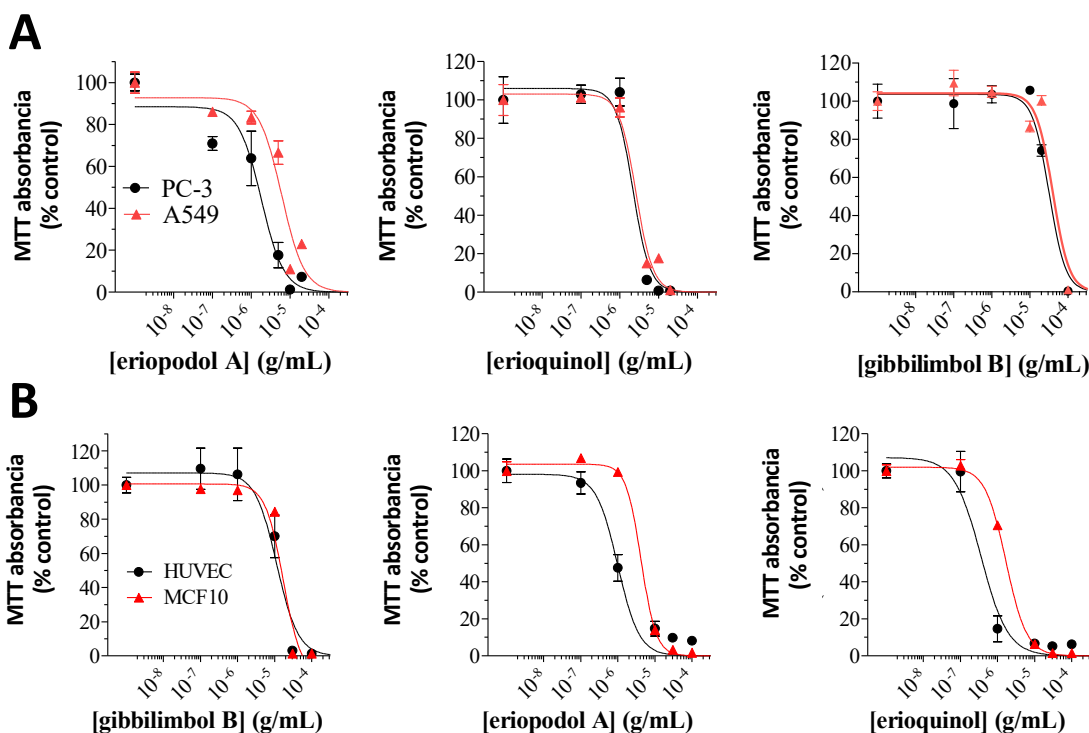 A
MTT absorbancia
(% control)
100
80
60
40
20
0
PC-3
A549
10-8
10-7
10-6
10-5
10-4
[eriopodol A] (g/mL)
MTT absorbancia
(% control)
120
100
80
60
40
20
0
10-8
10-7
10-6
10-5
10-4
[erioquinol] (g/mL)
MTT absorbancia
(% control)
120
100
80
60
40
20
0
10-8
10-7
10-6
10-5
10-4
[gibbilimbol B] (g/mL)
B
MTT absorbancia
(% control)
120
100
80
60
40
20
0
HUVEC
MCF10
10-8
10-7
10-6
10-5
10-4
[gibbilimbol B] (g/mL)
MTT absorbancia
(% control)
120
100
80
60
40
20
0
10-8
10-7
10-6
10-5
10-4
[eriopodol A] (g/mL)
MTT absorbancia
(% control)
120
100
80
60
40
20
0
10-8
10-7
10-6
10-5
10-4
[erioquinol] (g/mL)